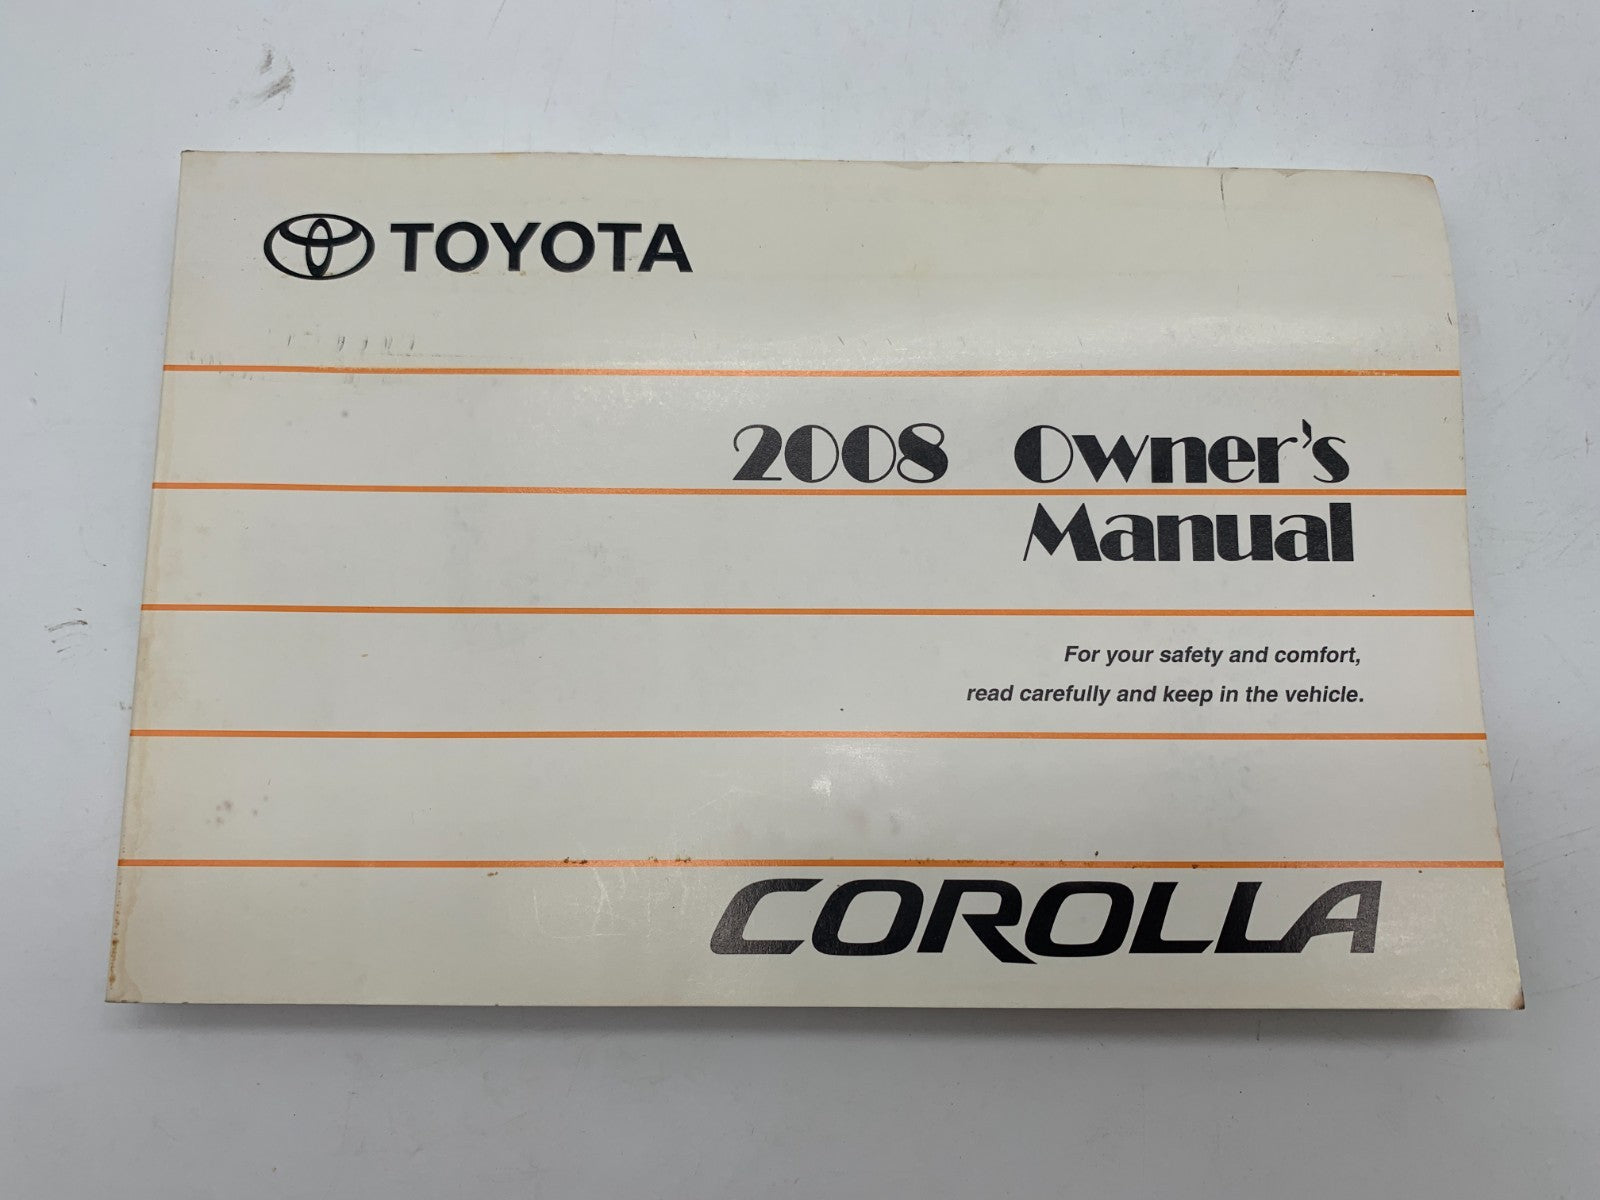 TOYOTA
2008 Owner's
Manual
For your safety and comfort,
read carefully and keep in the vehicle.
COROLLA